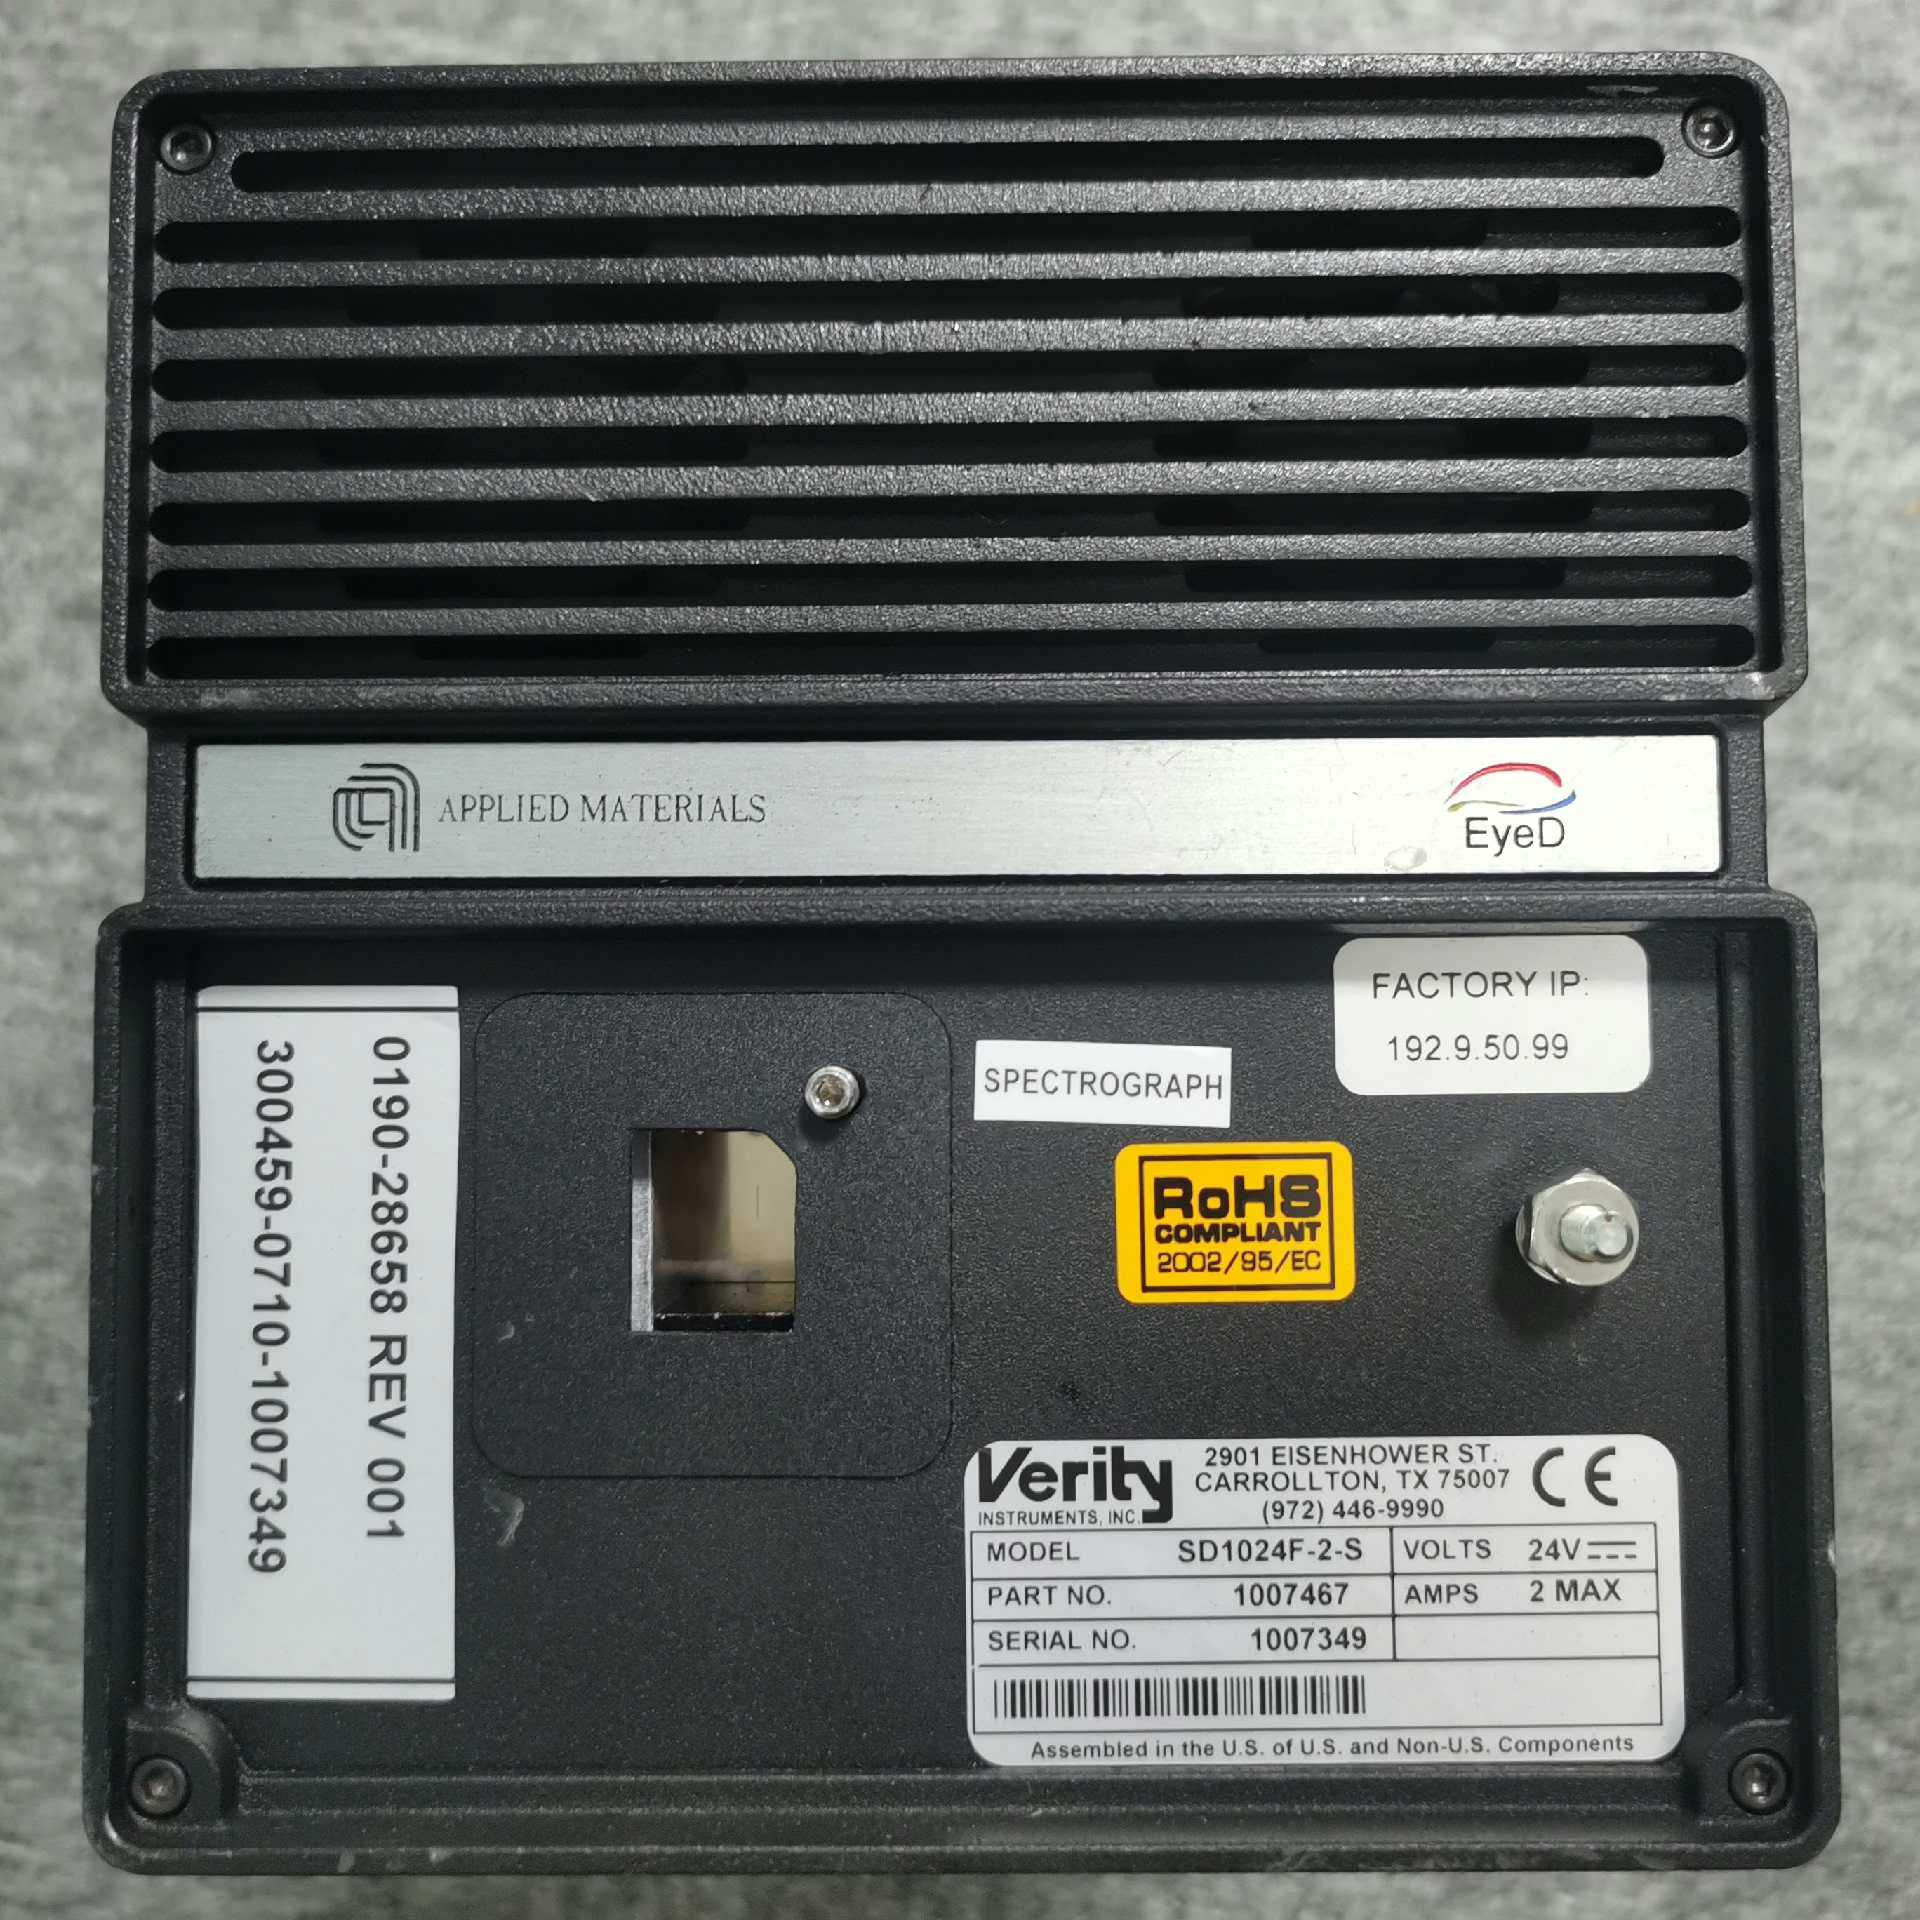 APPLIED MATERIALS
EyeD
0190-28658 REV 001
300459-0710-1007349
SPECTROGRAPH
FACTORY IP:
192.9.50.99
RoHS
COMPLIANT
2002/95/EC
Verity
INSTRUMENTS, INC.
2901 EISENHOWER ST.
CARROLLTON, TX 75007
(972) 446-9990
CE
MODEL SD1024F-2-S VOLTS 24V
PART NO. 1007467 AMPS 2 MAX
SERIAL NO. 1007349
Assembled in the U.S. of U.S. and Non-U.S. Components